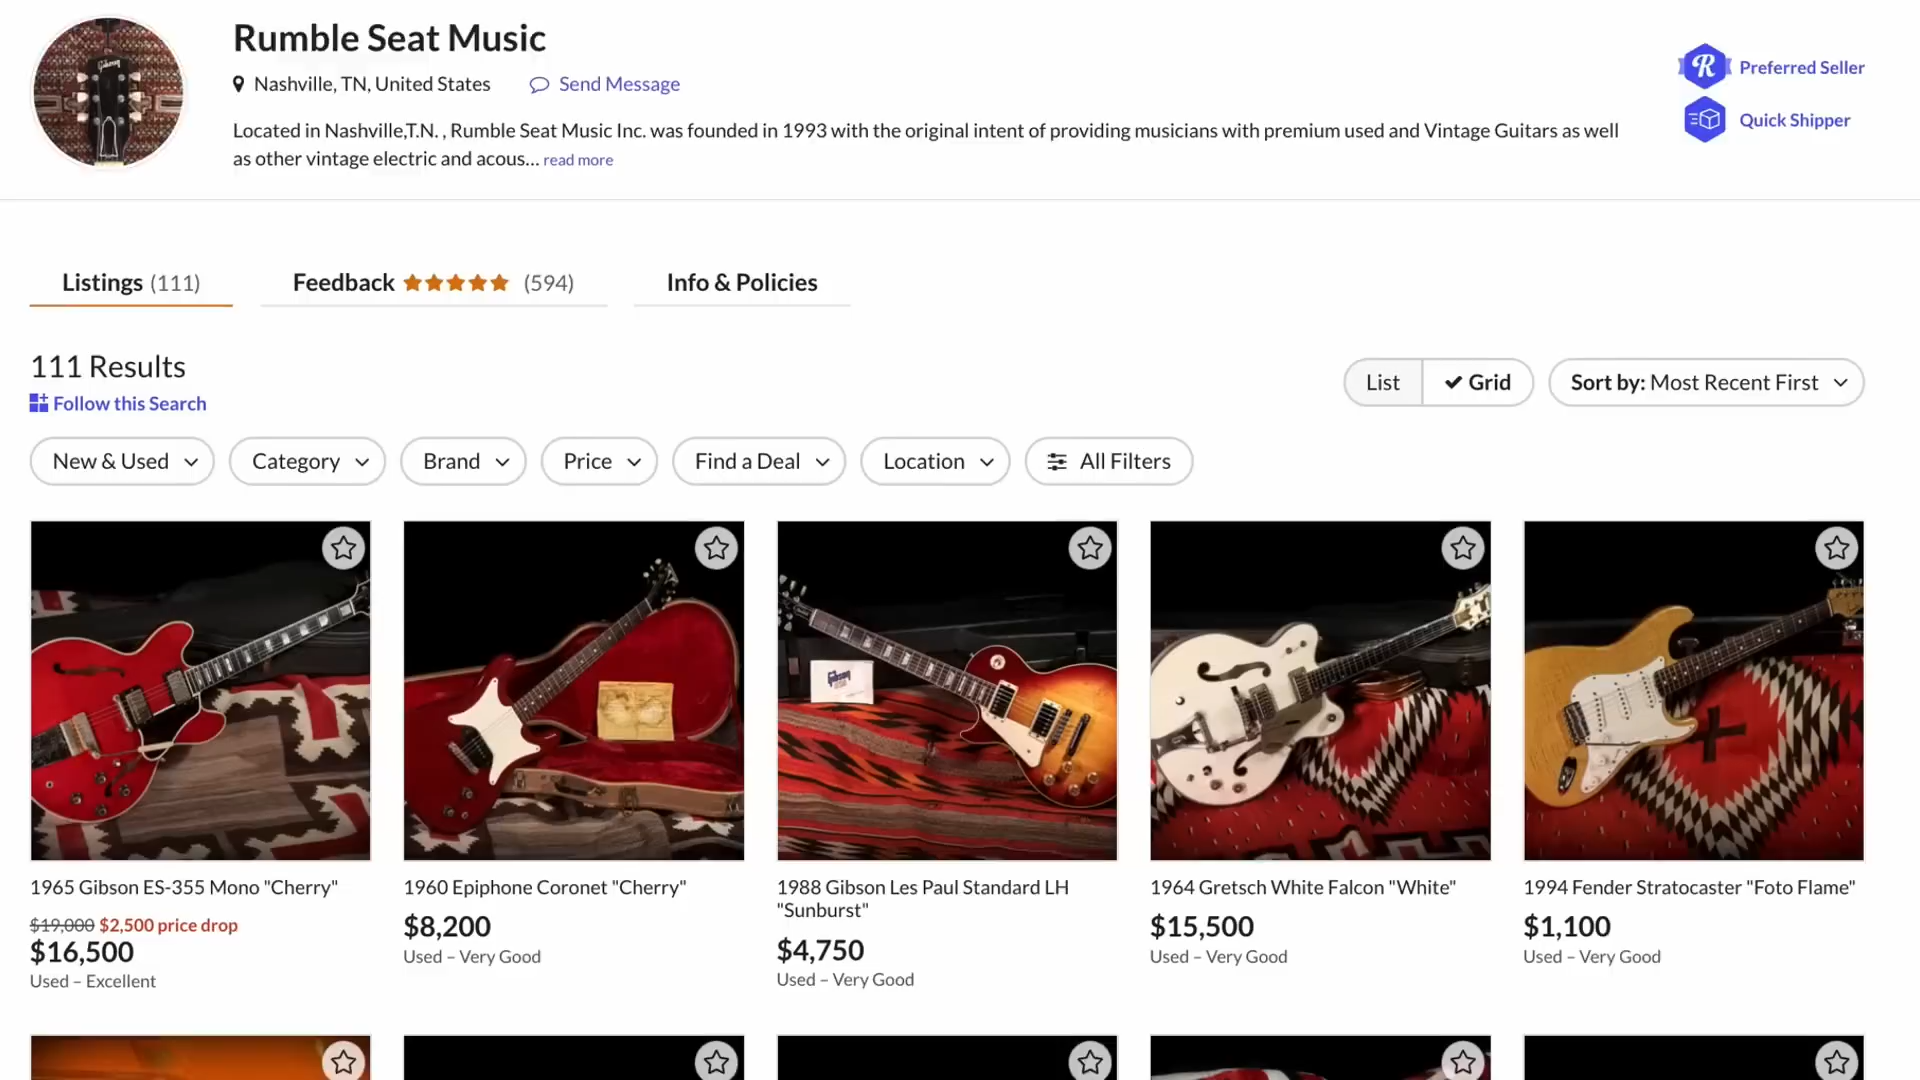 Rumble Seat Music
Nashville, TN, United States
Send Message
Located in Nashville,T.N. , Rumble Seat Music Inc. was founded in 1993 with the original intent of providing musicians with premium used and Vintage Guitars as well
as other vintage electric and acous... read more
Preferred Seller
Quick Shipper
Listings (111)
Feedback (594)
Info & Policies
111 Results
Follow this Search
List
Grid
Sort by: Most Recent First
New & Used
Category
Brand
Price
Find a Deal
Location
All Filters
1965 Gibson ES-355 Mono "Cherry"
$19,000 $2,500 price drop
$16,500
Used – Excellent
1960 Epiphone Coronet "Cherry"
$8,200
Used – Very Good
1988 Gibson Les Paul Standard LH
"Sunburst"
$4,750
Used – Very Good
1964 Gretsch White Falcon "White"
$15,500
Used – Very Good
1994 Fender Stratocaster "Foto Flame"
$1,100
Used – Very Good